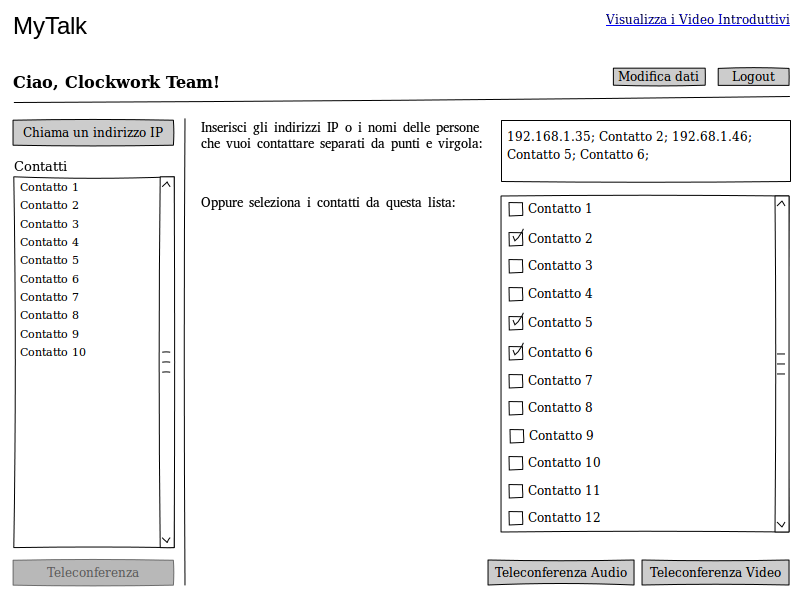 MyTalk
Visualizza i Video Introduttivi
Ciao, Clockwork Team!
Modifica dati
Logout
Chiama un indirizzo IP
Contatti
Contatto 1
Contatto 2
Contatto 3
Contatto 4
Contatto 5
Contatto 6
Contatto 7
Contatto 8
Contatto 9
Contatto 10
Teleconferenza
Inserisci gli indirizzi IP o i nomi delle persone
che vuoi contattare separati da punti e virgola:
192.168.1.35; Contatto 2; 192.68.1.46;
Contatto 5; Contatto 6;
Oppure seleziona i contatti da questa lista:
Contatto 1
Contatto 2
Contatto 3
Contatto 4
Contatto 5
Contatto 6
Contatto 7
Contatto 8
Contatto 9
Contatto 10
Contatto 11
Contatto 12
Teleconferenza Audio
Teleconferenza Video